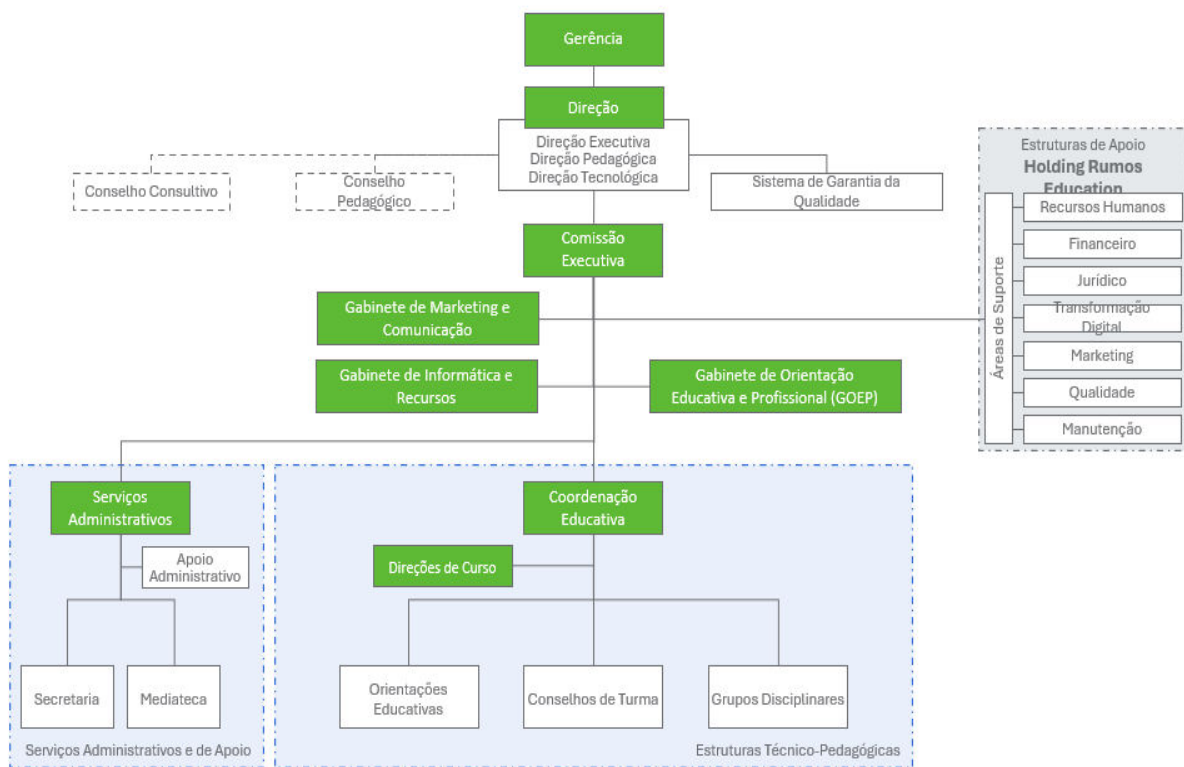 Gerência
Direção
Direção Executiva
Direção Pedagógica
Direção Tecnológica
Conselho Consultivo
Conselho
Pedagógico
Sistema de Garantia da
Qualidade
Comissão
Executiva
Gabinete de Marketing e
Comunicação
Gabinete de Informática e
Recursos
Gabinete de Orientação
Educativa e Profissional (GOEP)
Estruturas de Apoio
Holding Rumos
Education
Áreas de Suporte
Recursos Humanos
Financeiro
Jurídico
Transformação
Digital
Marketing
Qualidade
Manutenção
Serviços
Administrativos
Apoio
Administrativo
Secretaria
Mediateca
Serviços Administrativos e de Apoio
Coordenação
Educativa
Direções de Curso
Orientações
Educativas
Conselhos de Turma
Grupos Disciplinares
Estruturas Técnico-Pedagógicas